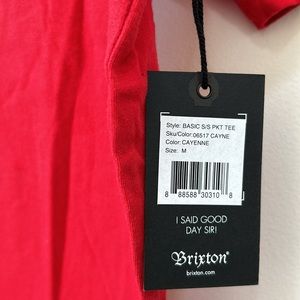 Style: BASIC S/S PKT TEE
Sku/Color: 06517 CAYNE
Color: CAYENNE
Size: M
8 88588 30310 8
I SAID GOOD
DAY SIR!
Brixton
brixton.com